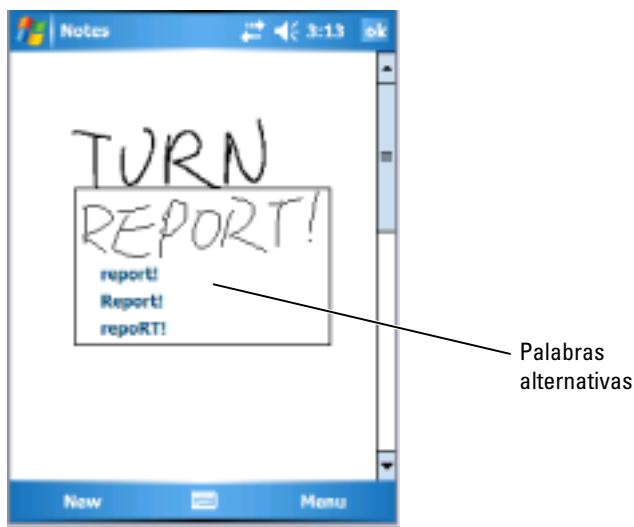 Notes 3:13 ok
TURN
REPORT!
report!
Report!
repoRT!
Palabras
alternativas
New Menu